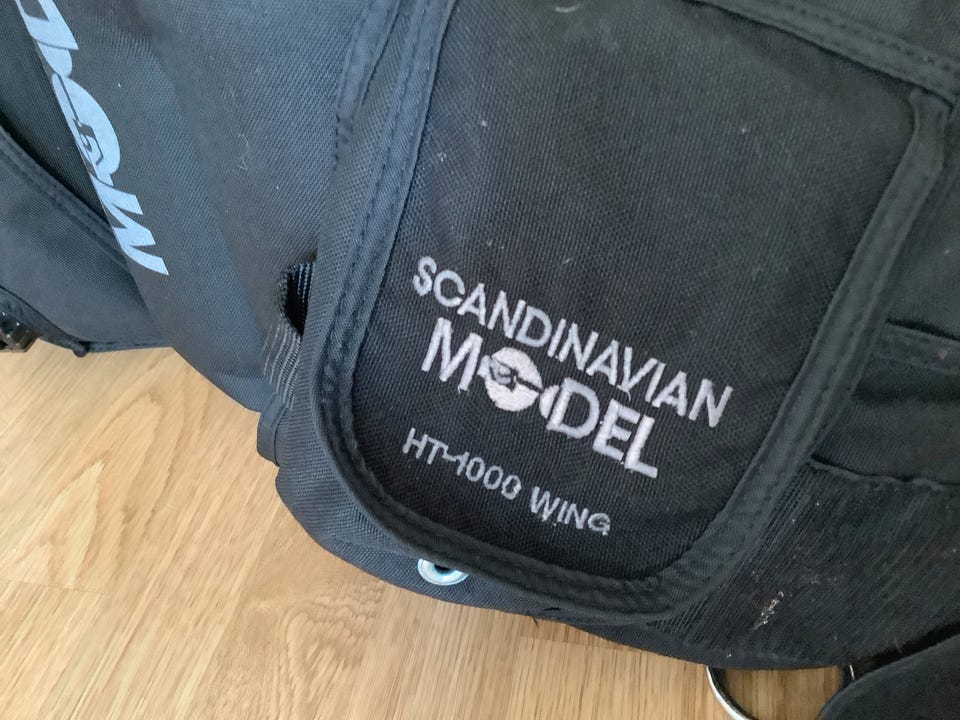 SCANDINAVIAN
MODEL
HT-1000 WING